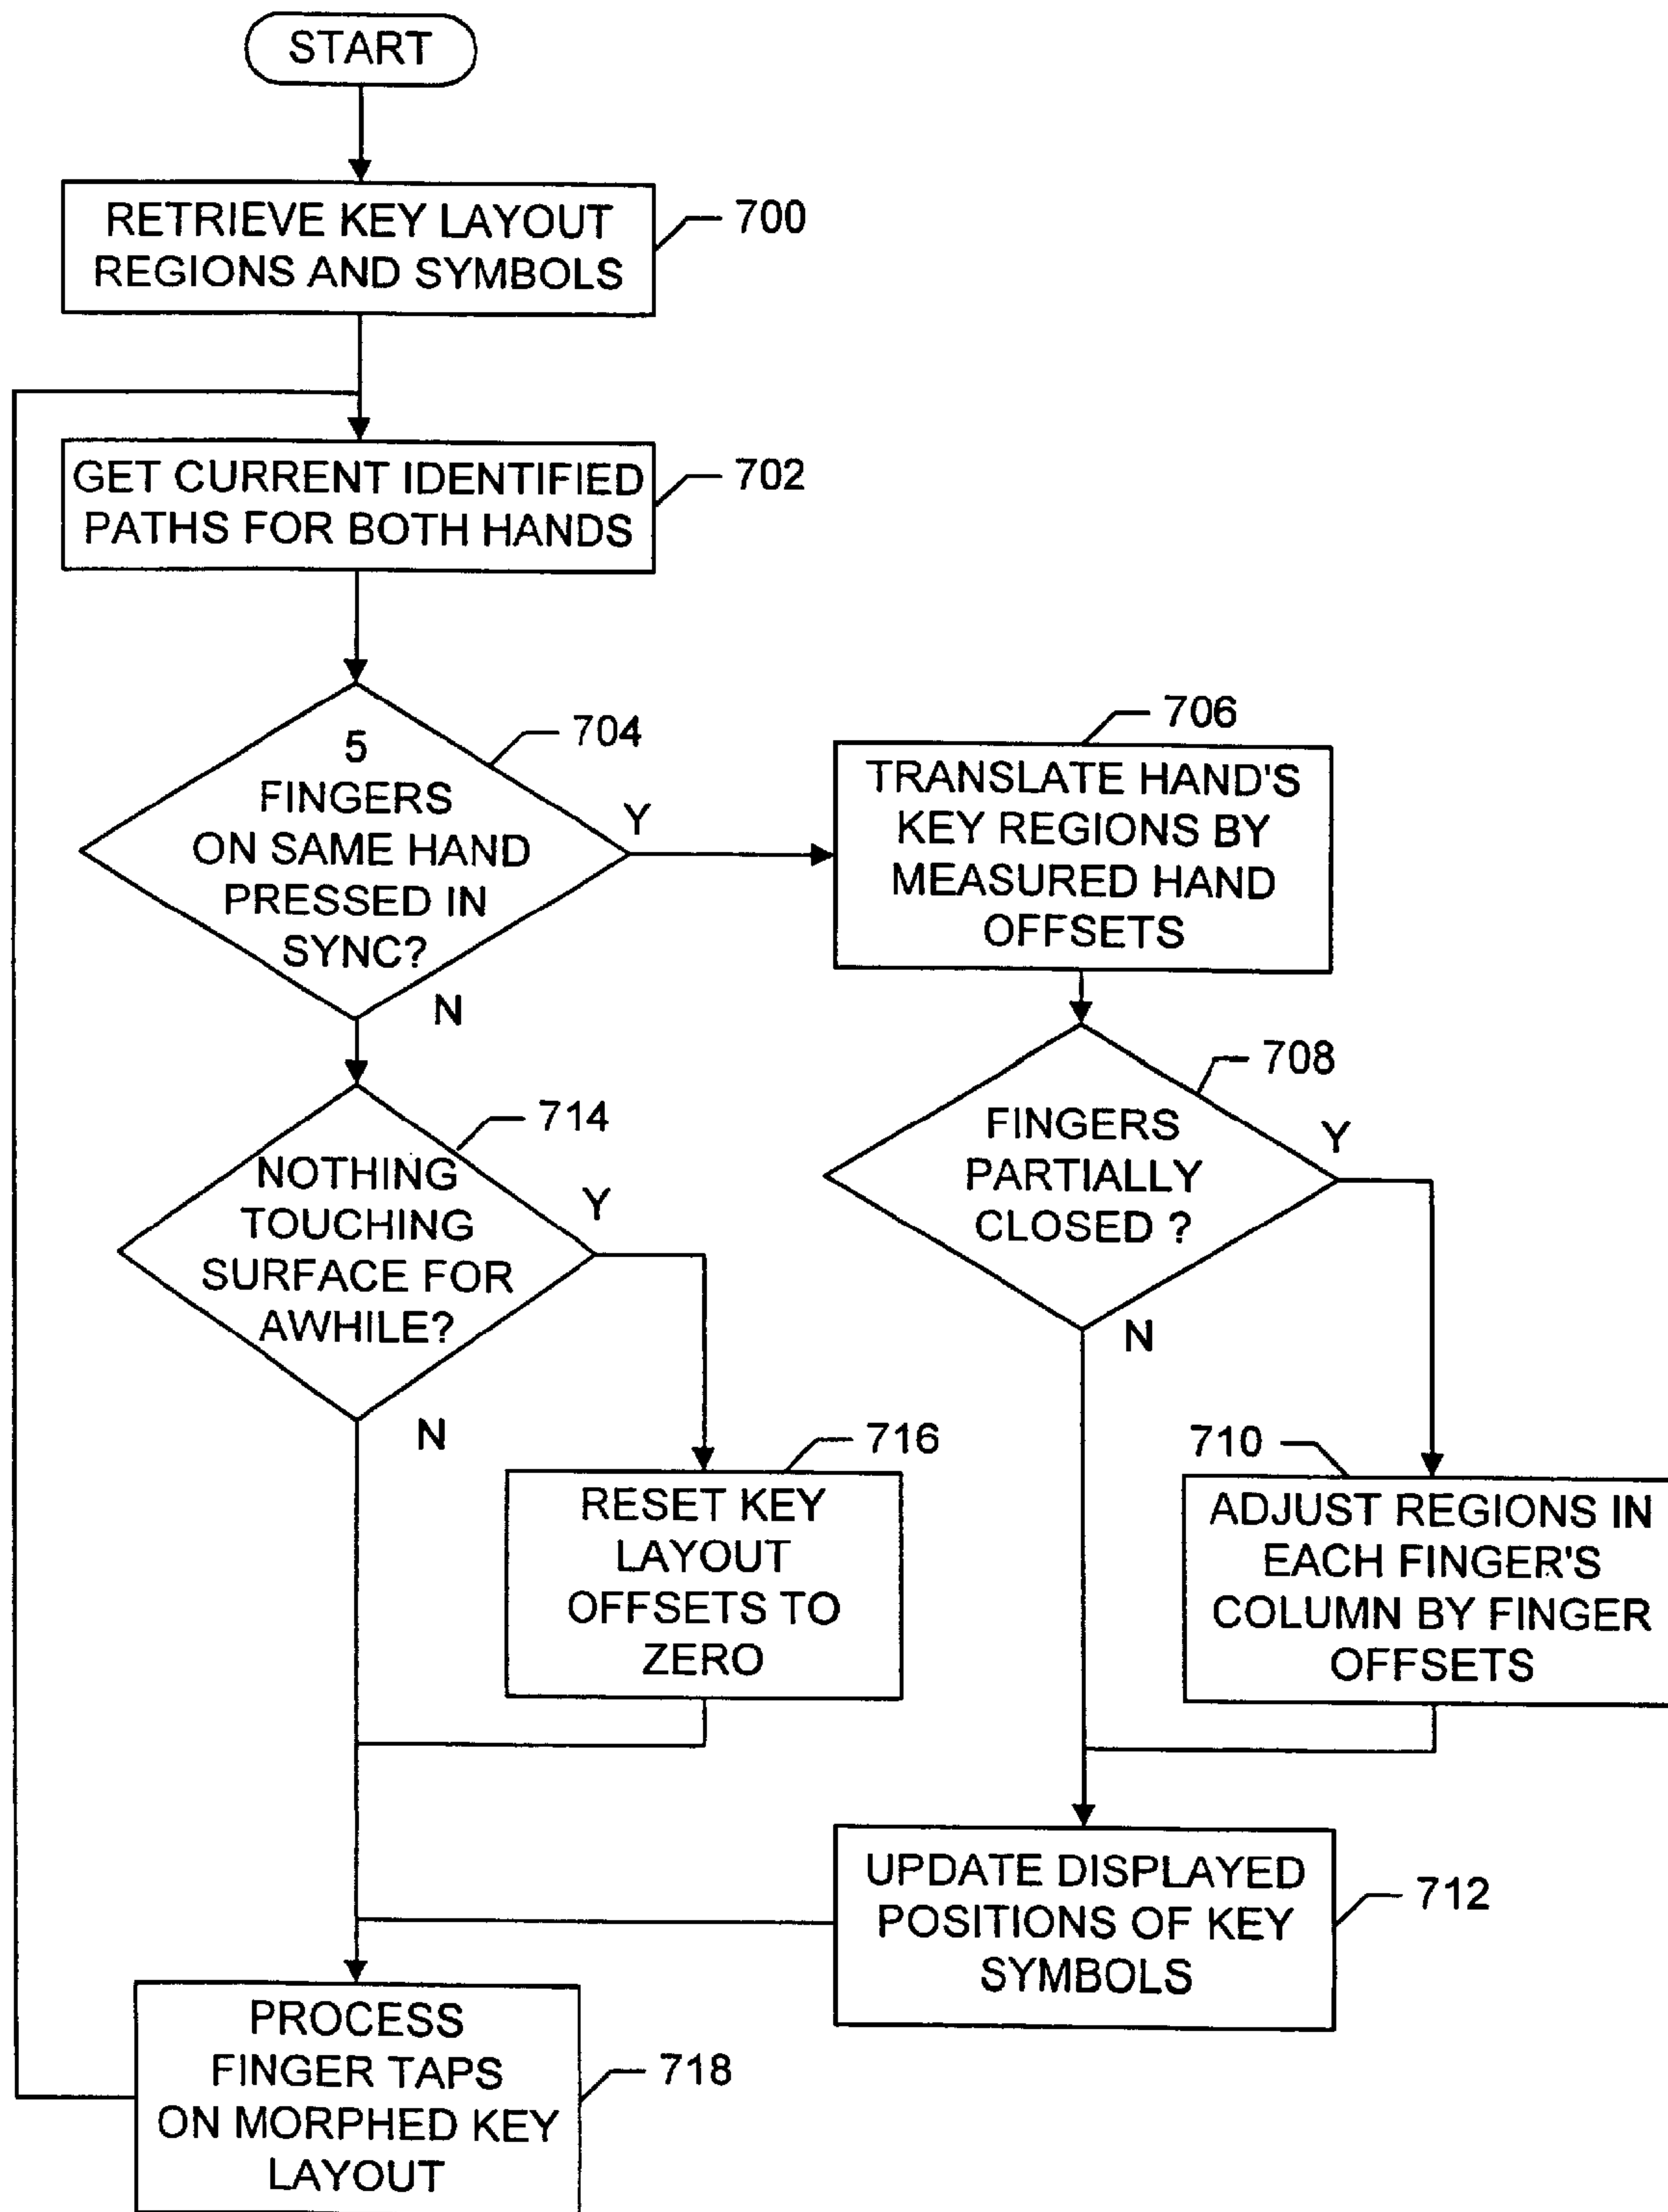 START
RETRIEVE KEY LAYOUT
REGIONS AND SYMBOLS
700
GET CURRENT IDENTIFIED
PATHS FOR BOTH HANDS
702
5
FINGERS
ON SAME HAND
PRESSED IN
SYNC?
704
Y
N
706
TRANSLATE HAND'S
KEY REGIONS BY
MEASURED HAND
OFFSETS
708
FINGERS
PARTIALLY
CLOSED ?
Y
N
714
NOTHING
TOUCHING
SURFACE FOR
AWHILE?
Y
N
716
RESET KEY
LAYOUT
OFFSETS TO
ZERO
710
ADJUST REGIONS IN
EACH FINGER'S
COLUMN BY FINGER
OFFSETS
UPDATE DISPLAYED
POSITIONS OF KEY
SYMBOLS
712
PROCESS
FINGER TAPS
ON MORPHED KEY
LAYOUT
718